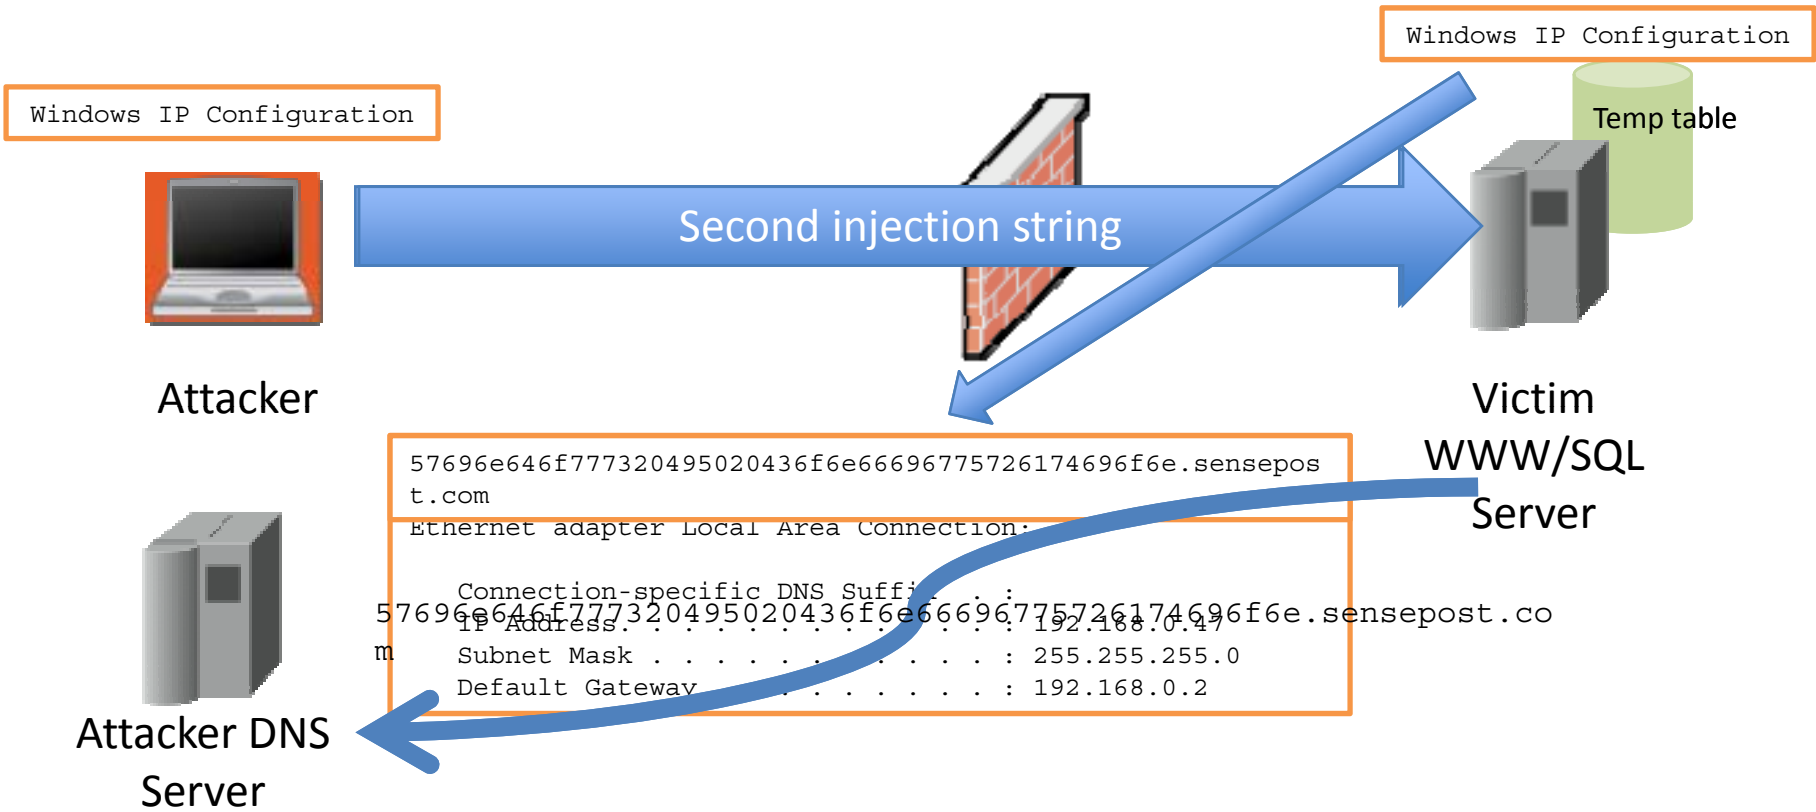 Windows IP Configuration
Windows IP Configuration
Temp table
Second injection string
Attacker
Victim
WWW/SQL
Server
57696e646f777320495020436f6e66696775726174696f6e.sensepos
t.com
Ethernet adapter Local Area Connection:
Connection-specific DNS Suffix . :
57696e646f777320495020436f6e66696775726174696f6e.sensepost.co
m
IP Address. . . . . . . . . . . . : 192.168.0.47
Subnet Mask . . . . . . . . . . . : 255.255.255.0
Default Gateway . . . . . . . . . : 192.168.0.2
Attacker DNS
Server